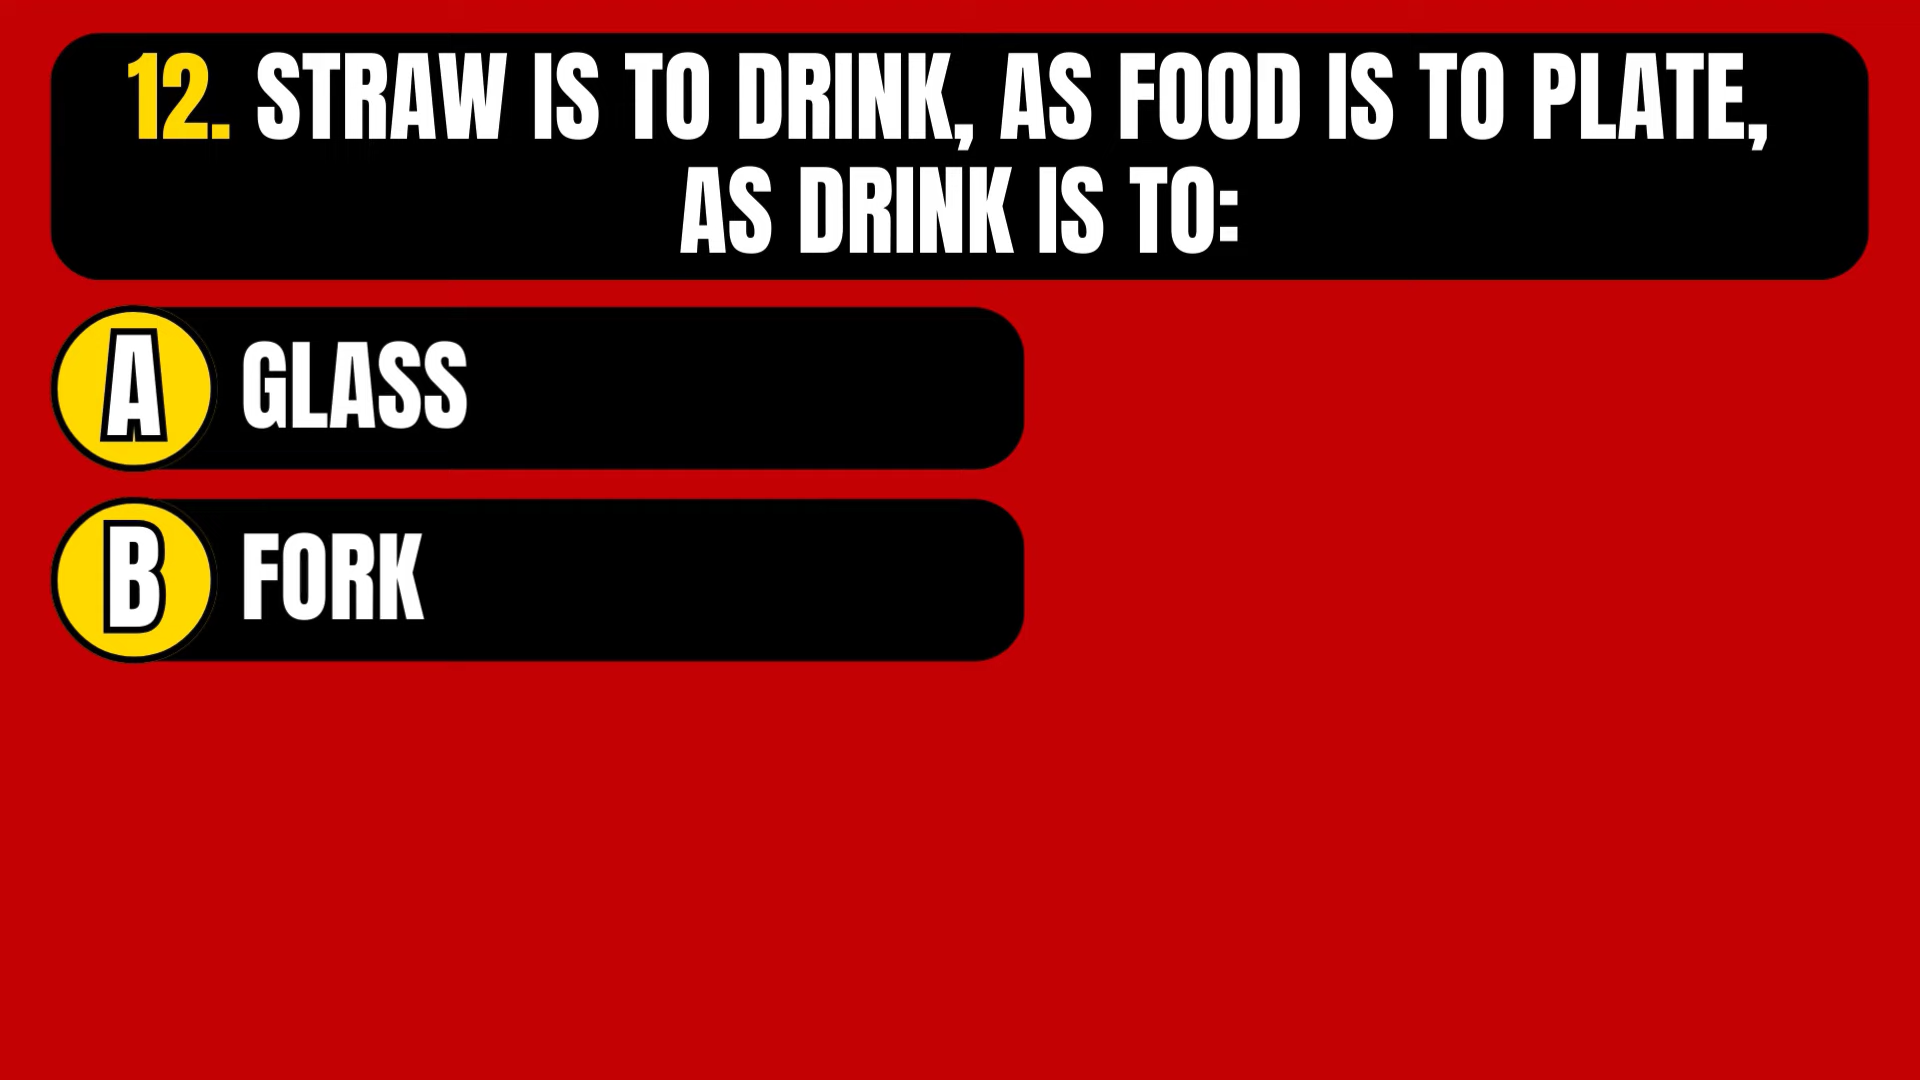 12. STRAW IS TO DRINK, AS FOOD IS TO PLATE,
AS DRINK IS TO:
A GLASS
B FORK